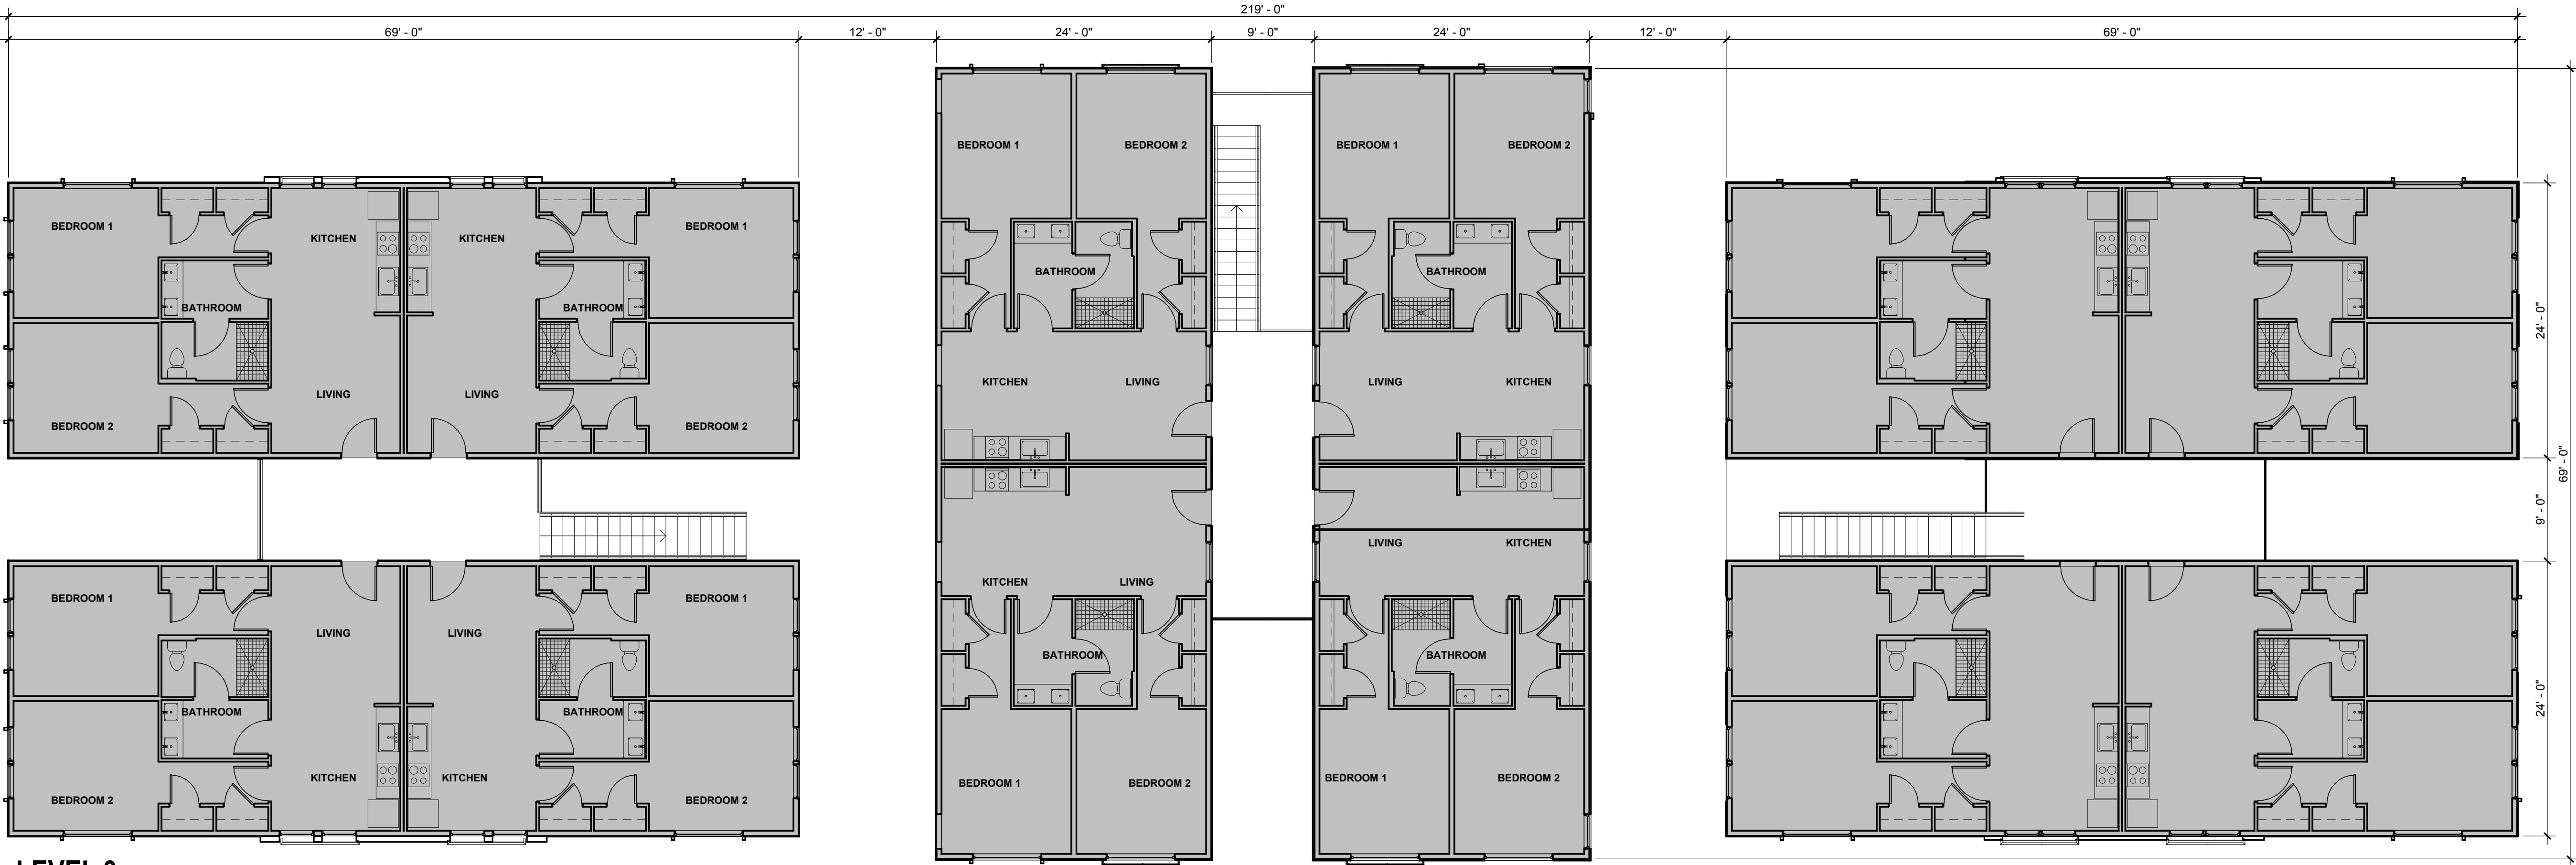 219' - 0"
69' - 0"
12' - 0"
24' - 0"
9' - 0"
24' - 0"
12' - 0"
69' - 0"
BEDROOM 1
BEDROOM 2
BEDROOM 1
BEDROOM 2
BEDROOM 1
KITCHEN
KITCHEN
BEDROOM 1
BATHROOM
BATHROOM
BATHROOM
BATHROOM
LIVING
LIVING
BEDROOM 2
BEDROOM 2
KITCHEN
LIVING
LIVING
KITCHEN
24' - 0"
9' - 0"
69' - 0"
24' - 0"
LIVING
KITCHEN
KITCHEN
LIVING
BEDROOM 1
LIVING
LIVING
BEDROOM 1
BATHROOM
BATHROOM
BATHROOM
BATHROOM
KITCHEN
KITCHEN
BEDROOM 2
BEDROOM 2
BEDROOM 1
BEDROOM 2
BEDROOM 1
BEDROOM 2
LEVEL